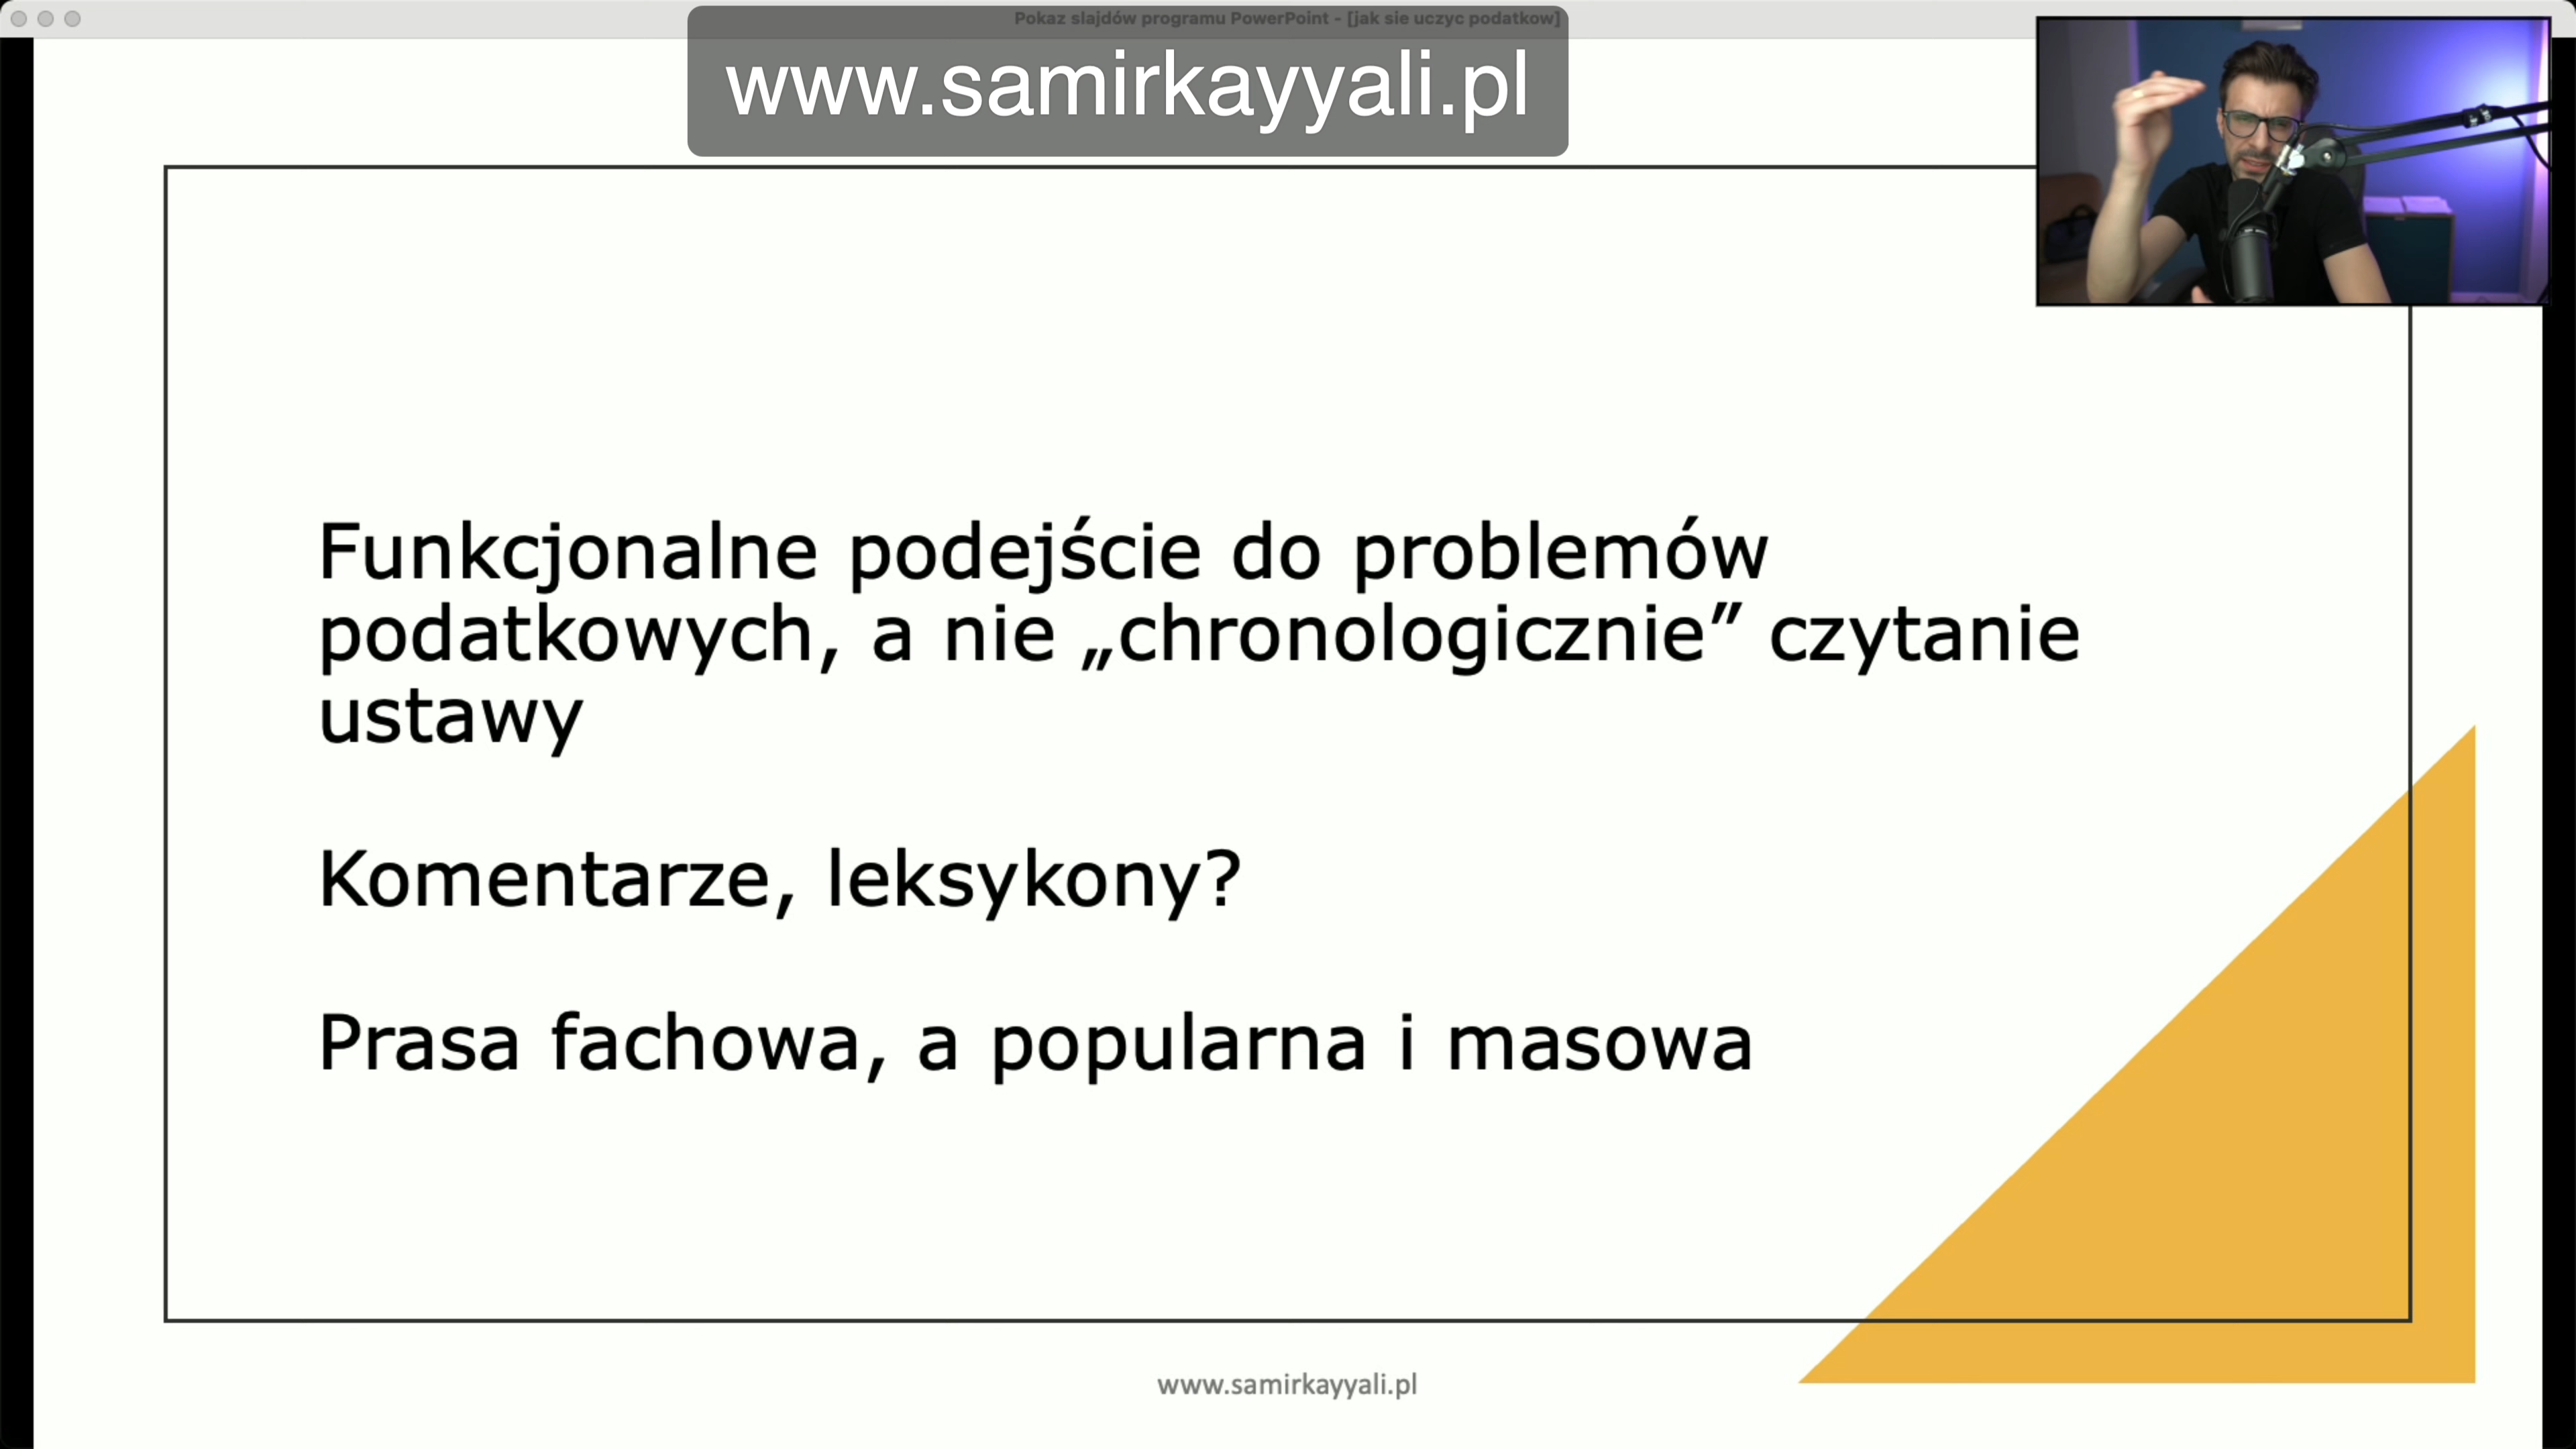 Pokaz slajdów programu PowerPoint - [jak sie uczyc podatkow]
www.samirkayyali.pl
Funkcjonalne podejście do problemów
podatkowych, a nie „chronologicznie” czytanie
ustawy
Komentarze, leksykony?
Prasa fachowa, a popularna i masowa
www.samirkayyali.pl